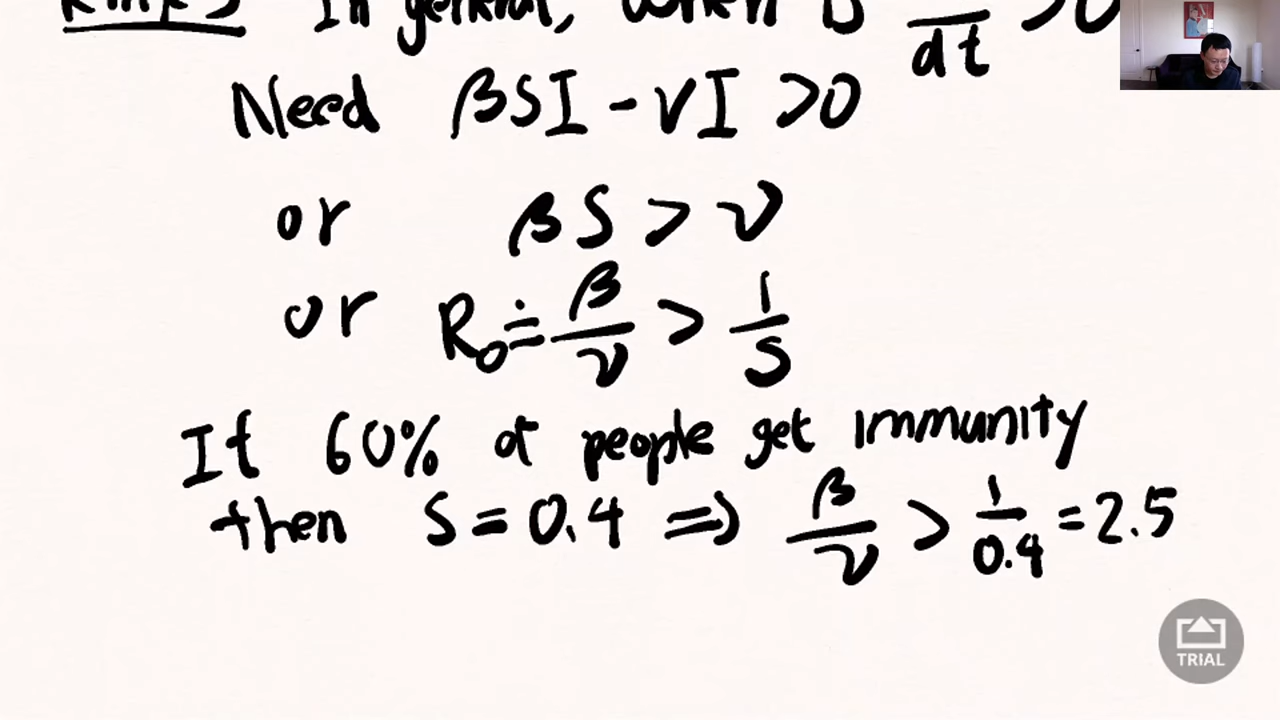 In general, when is /dt >0
Need βSI - νI >0
or βS > ν
or R₀ ≐ β/ν > 1/S
If 60% of people get immunity
then S = 0.4 ⇒ β/ν > 1/0.4 = 2.5
TRIAL